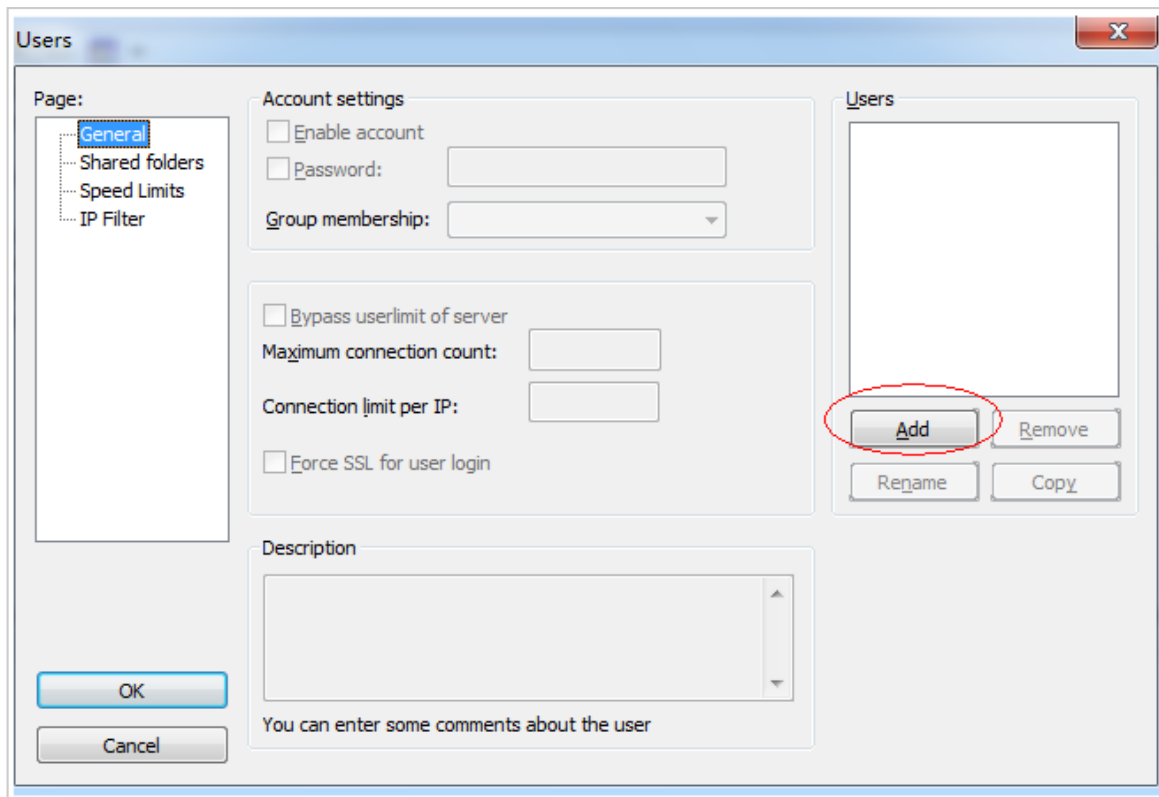 Users
Page:
General
Shared folders
Speed Limits
IP Filter
Account settings
Enable account
Password:
Group membership:
Bypass userlimit of server
Maximum connection count:
Connection limit per IP:
Force SSL for user login
Description
You can enter some comments about the user
Users
Add Remove
Rename Copy
OK
Cancel